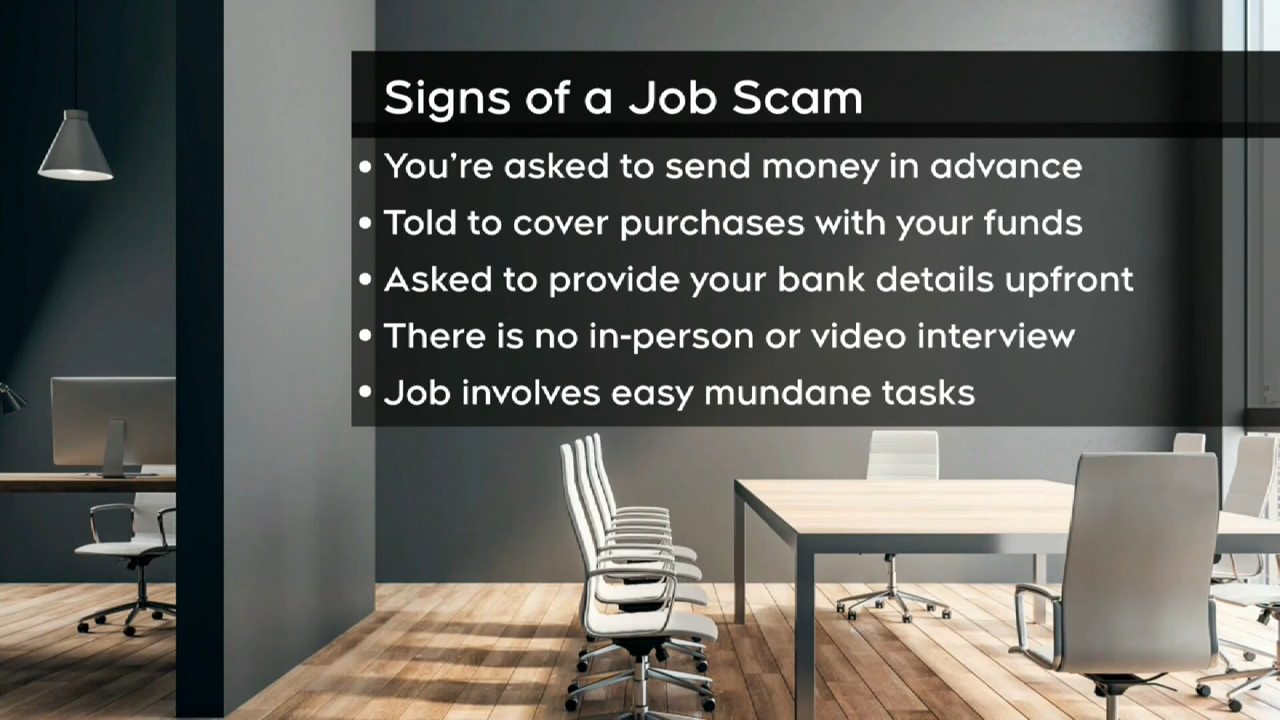 Signs of a Job Scam
• You’re asked to send money in advance
• Told to cover purchases with your funds
• Asked to provide your bank details upfront
• There is no in-person or video interview
• Job involves easy mundane tasks